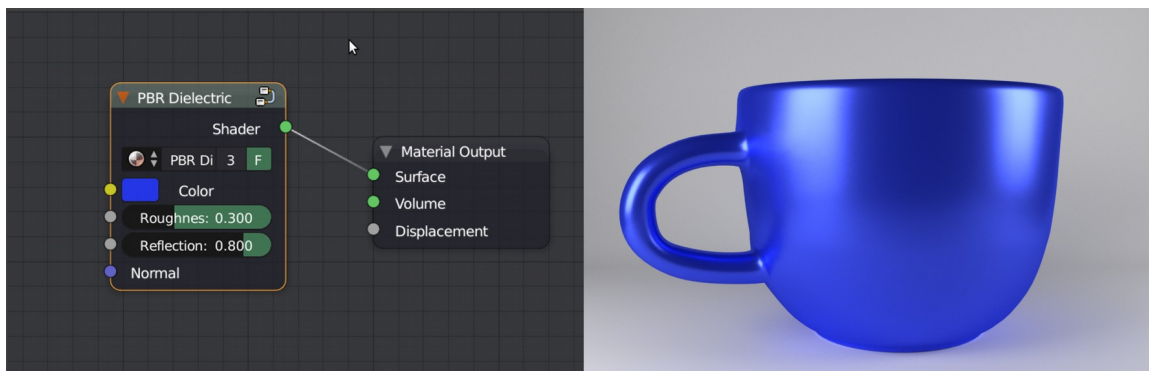 PBR Dielectric
Shader
PBR Di 3 F
Color
Roughnes: 0.300
Reflection: 0.800
Normal
Material Output
Surface
Volume
Displacement